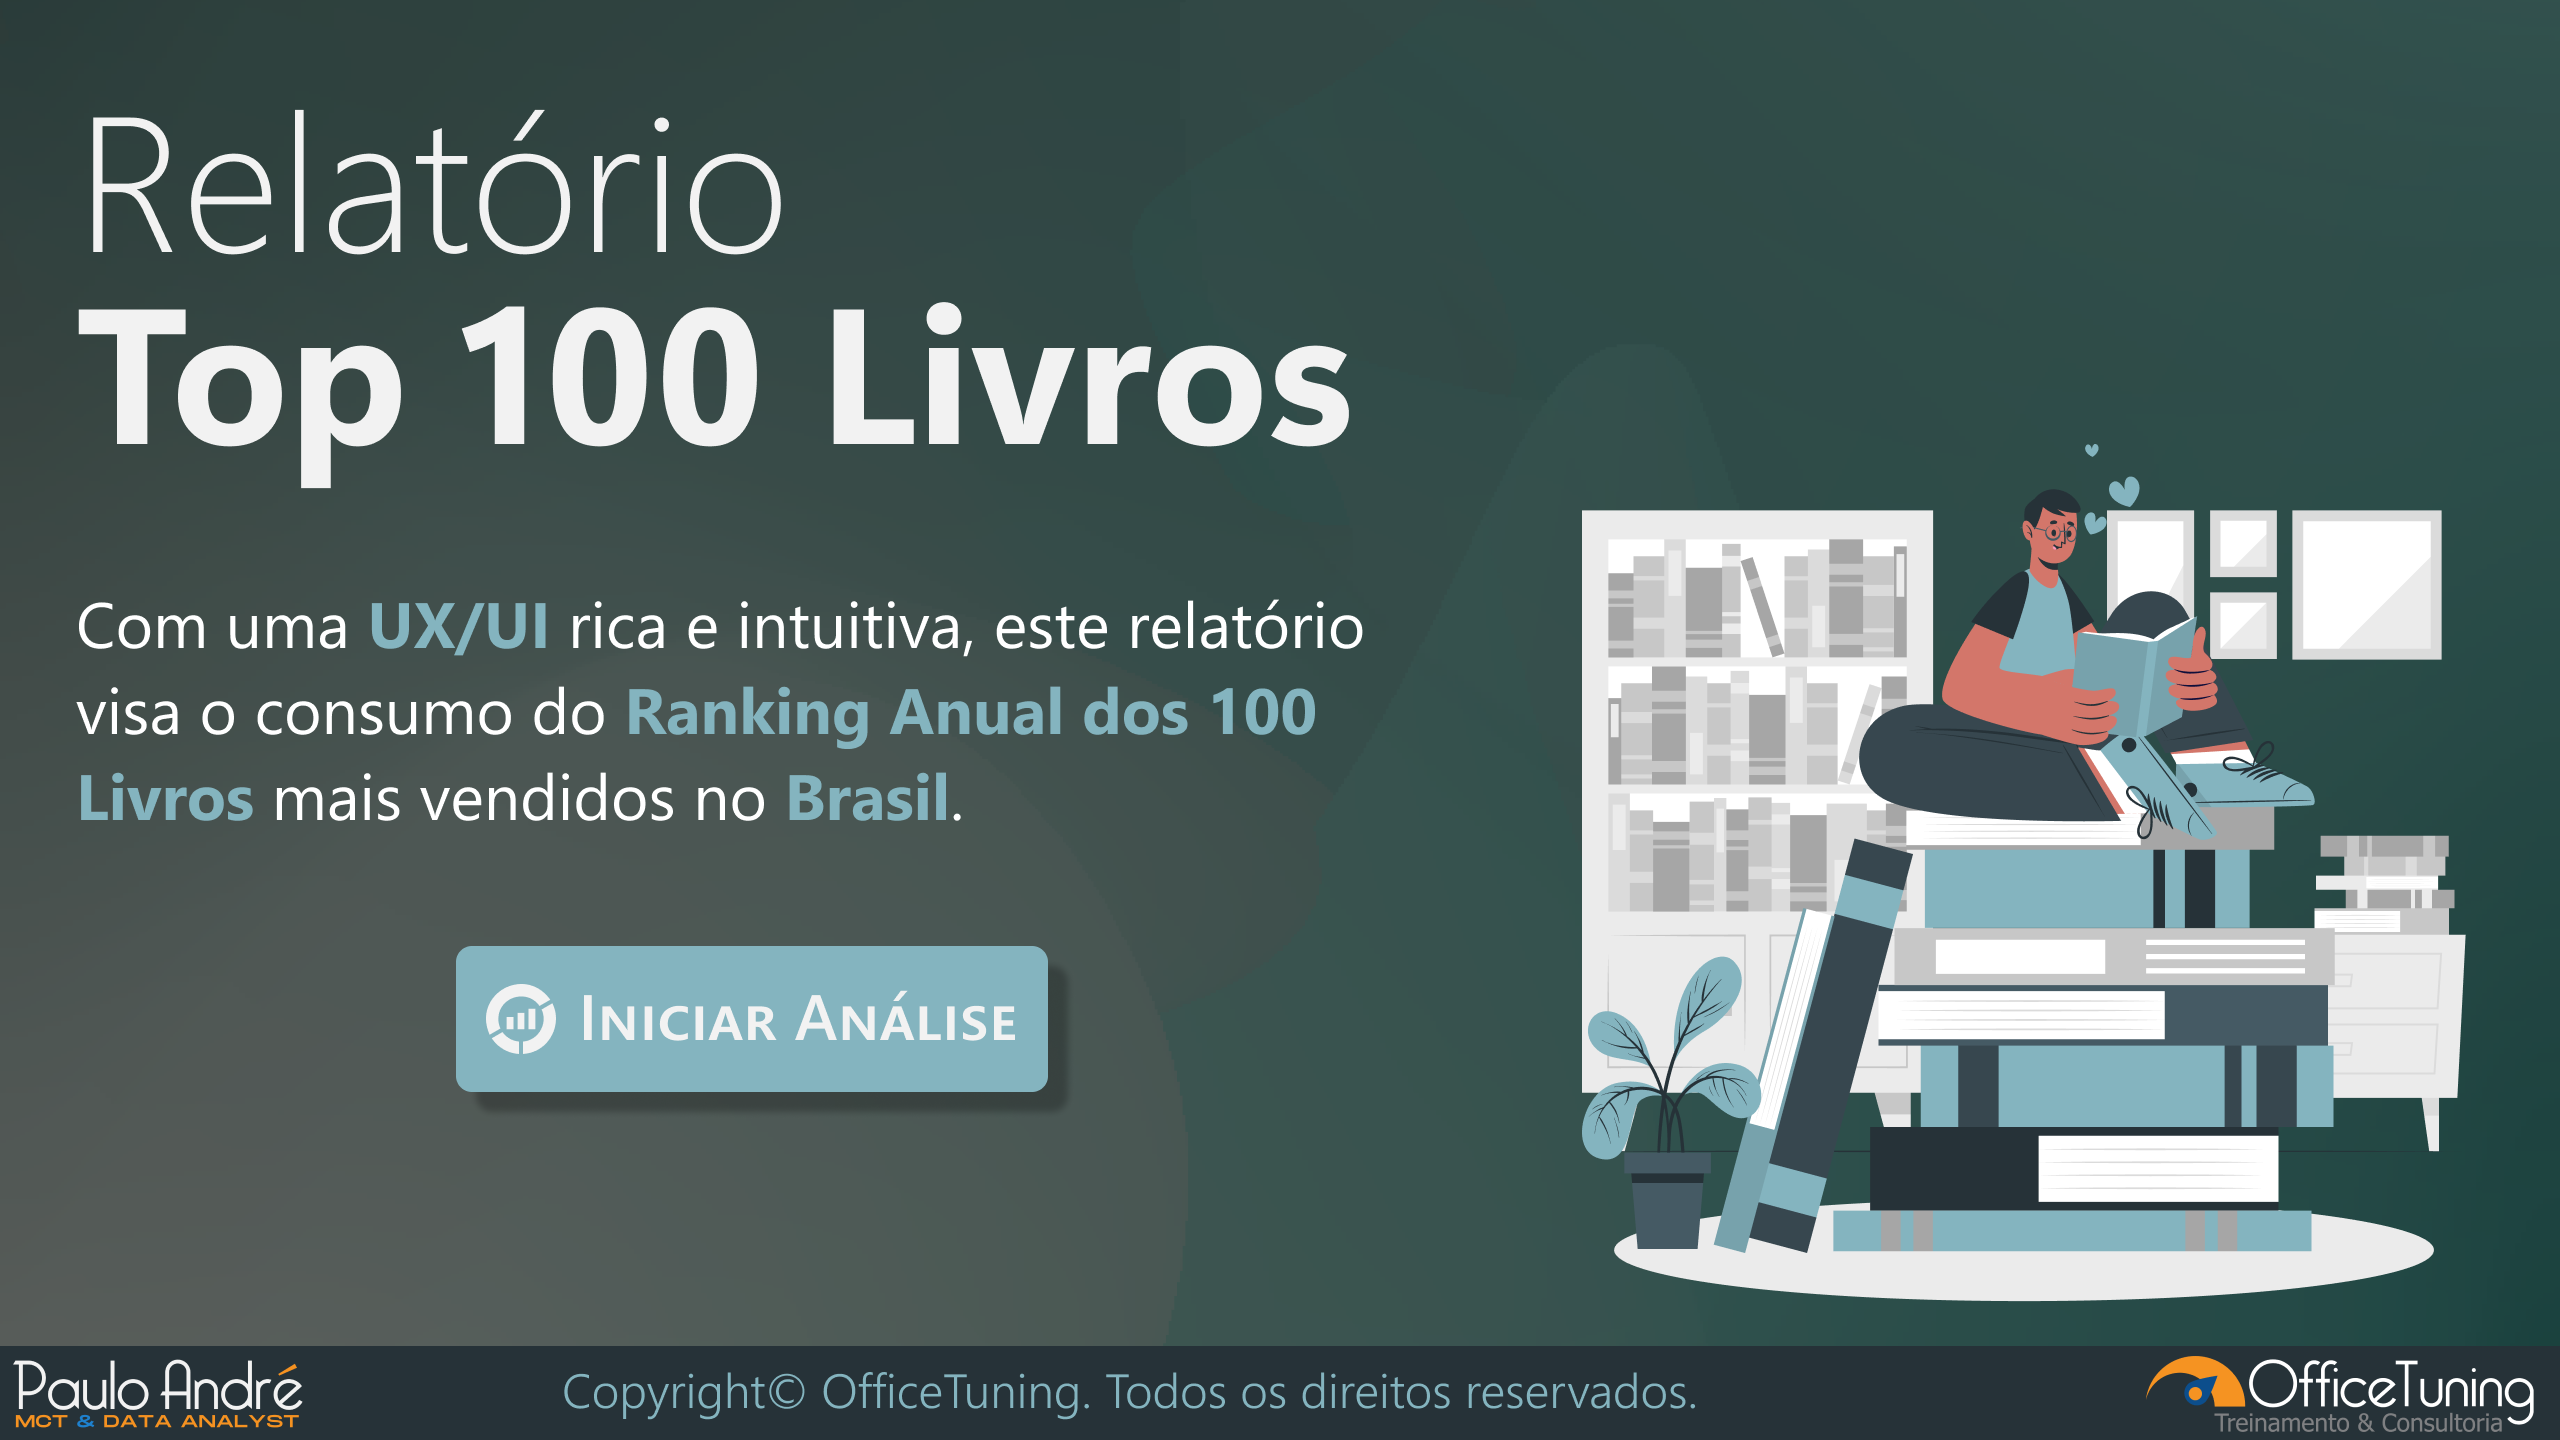 Relatório
Top 100 Livros
Com uma UX/UI rica e intuitiva, este relatório
visa o consumo do Ranking Anual dos 100
Livros mais vendidos no Brasil.
Iniciar Análise
Paulo André
MCT & DATA ANALYST
Copyright© OfficeTuning. Todos os direitos reservados.
OfficeTuning
Treinamento & Consultoria